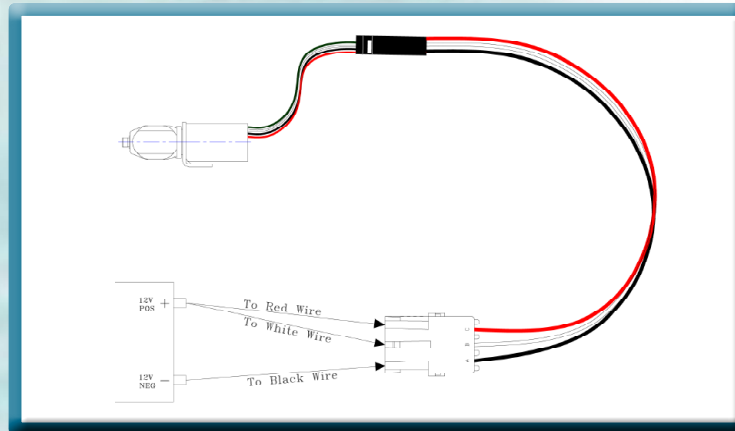 12V
POS +
To Red Wire
To White Wire
12V
NEG −
To Black Wire
C
B
A